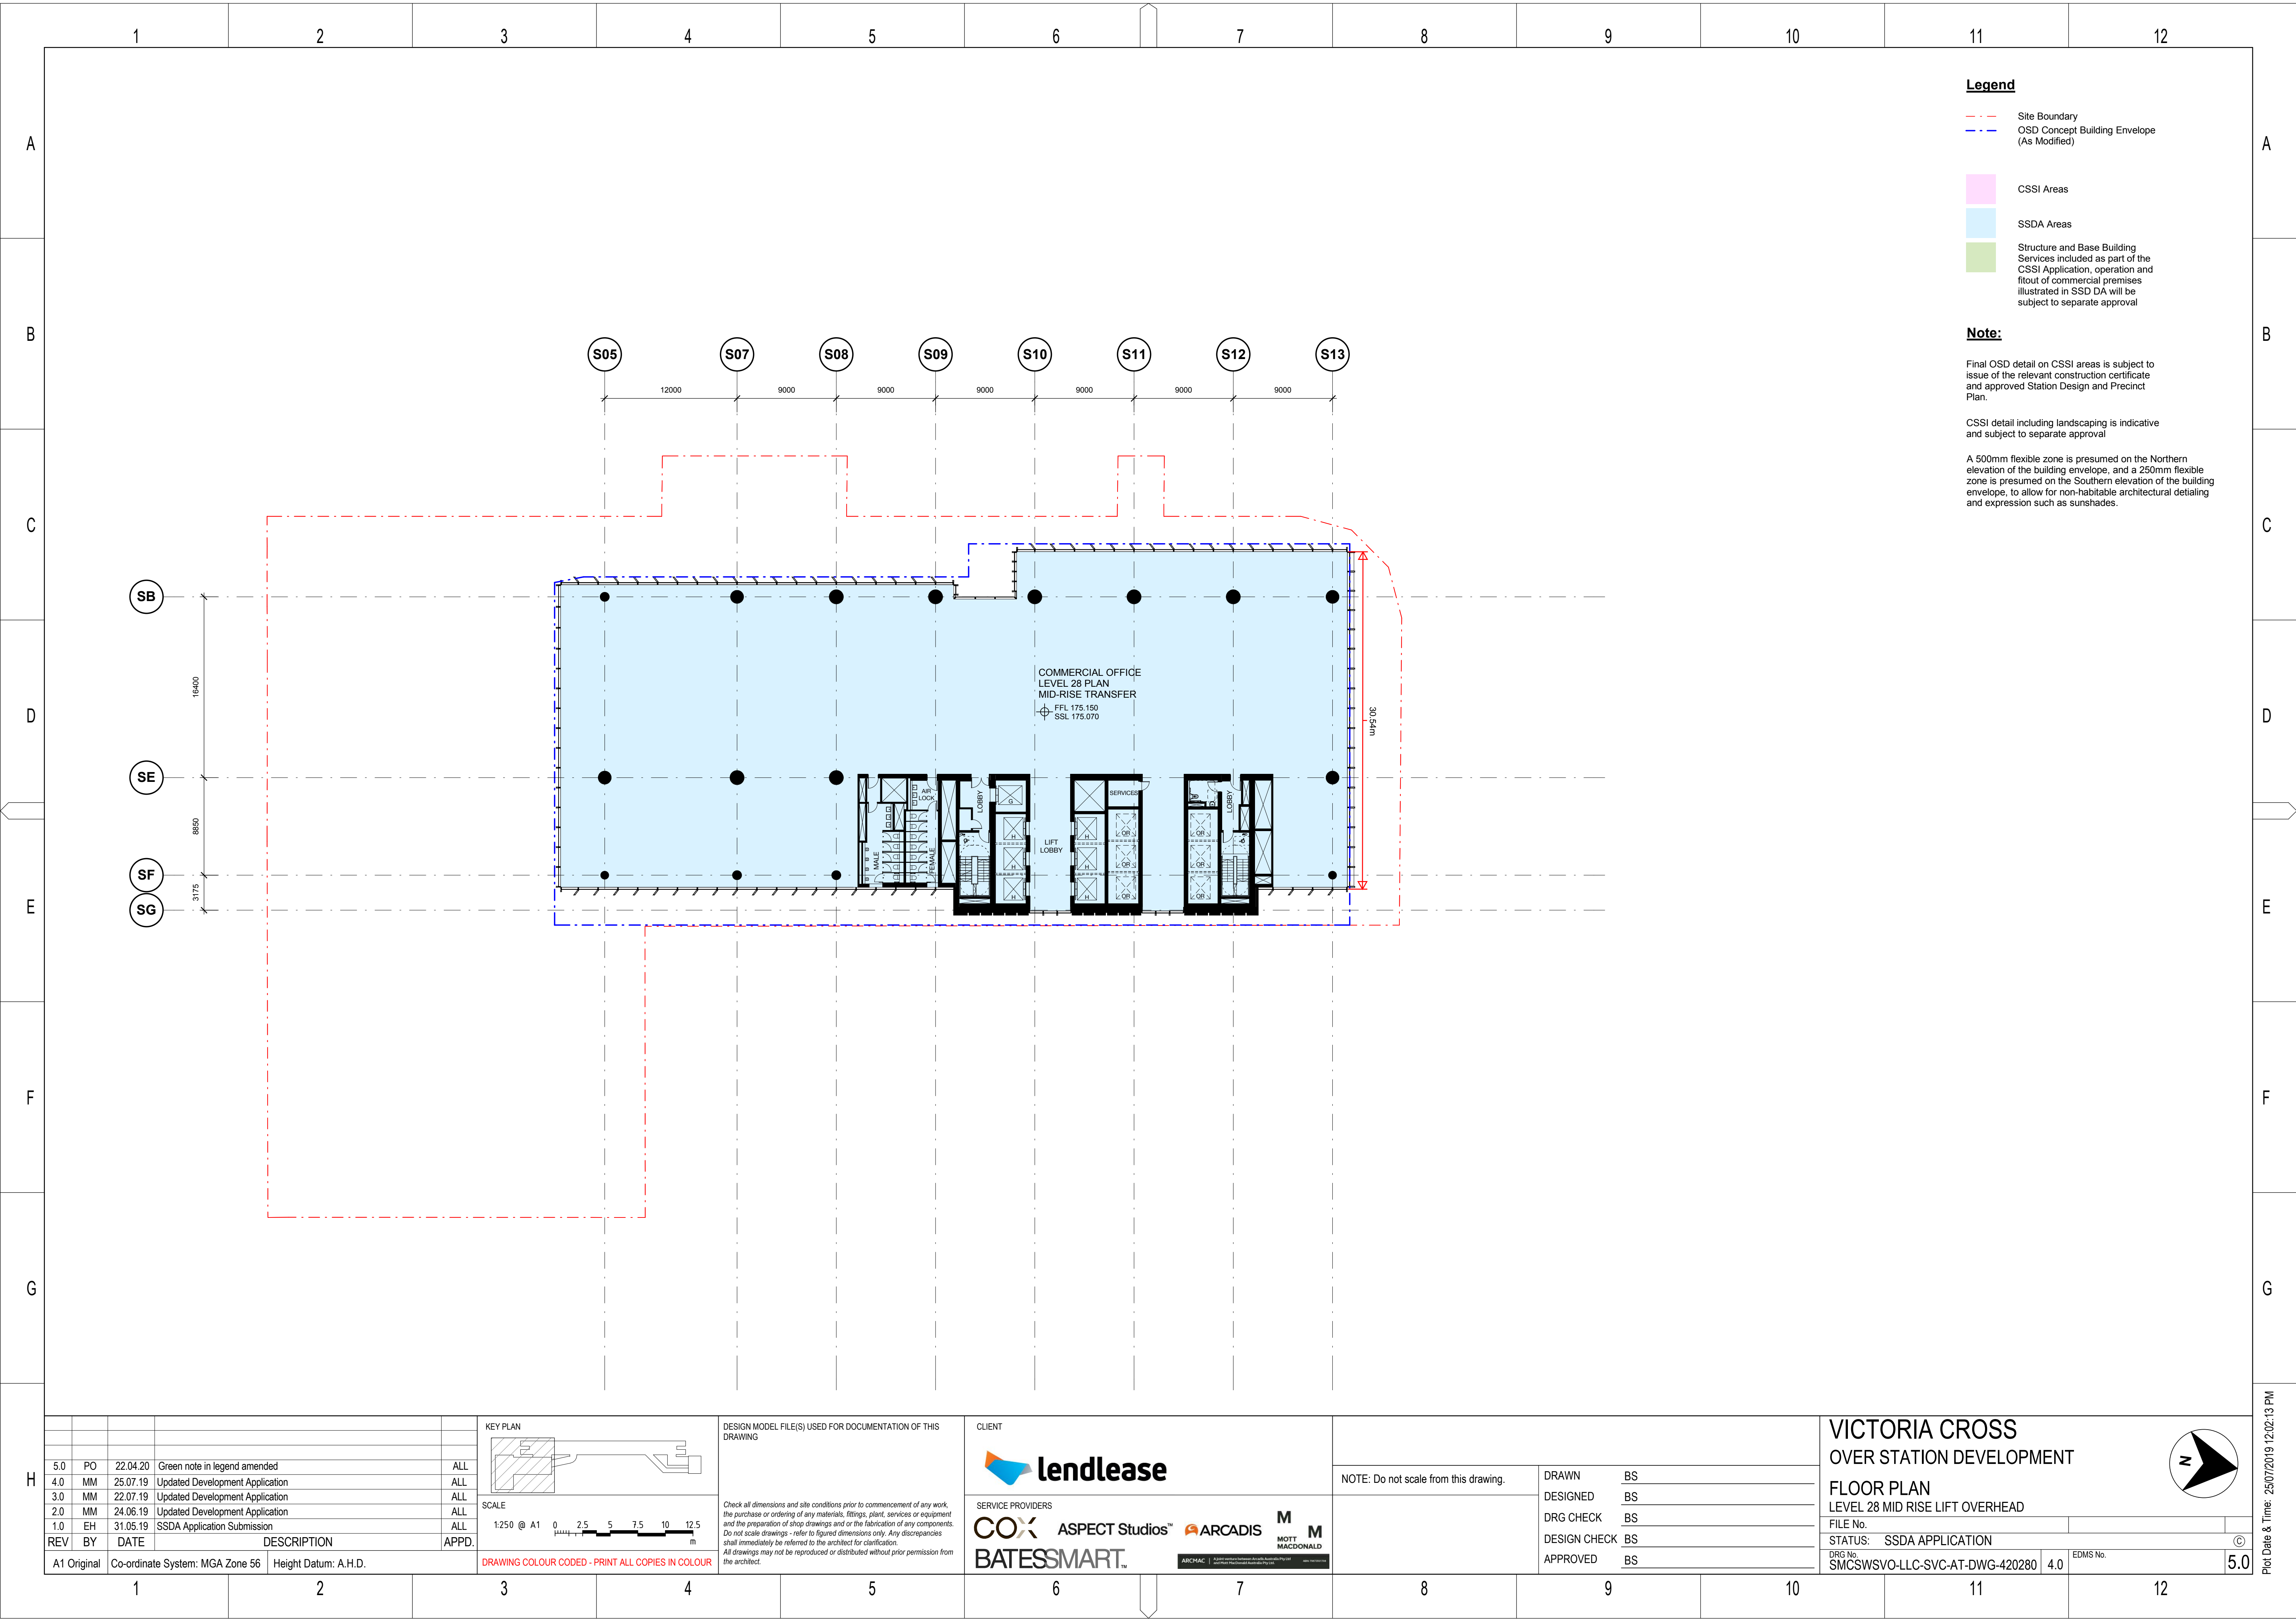 1 2 3 4 5 6 7 8 9 10 11 12
A
B
C
D
E
F
G
H
A
B
C
D
E
F
G
Legend
Site Boundary
OSD Concept Building Envelope
(As Modified)
CSSI Areas
SSDA Areas
Structure and Base Building
Services included as part of the
CSSI Application, operation and
fitout of commercial premises
illustrated in SSD DA will be
subject to separate approval
Note:
Final OSD detail on CSSI areas is subject to
issue of the relevant construction certificate
and approved Station Design and Precinct
Plan.
CSSI detail including landscaping is indicative
and subject to separate approval
A 500mm flexible zone is presumed on the Northern
elevation of the building envelope, and a 250mm flexible
zone is presumed on the Southern elevation of the building
envelope, to allow for non-habitable architectural detialing
and expression such as sunshades.
S05 S07 S08 S09 S10 S11 S12 S13
12000 9000 9000 9000 9000 9000 9000
SB
SE
SF
SG
16400
8850
3175
COMMERCIAL OFFICE
LEVEL 28 PLAN
MID-RISE TRANSFER
FFL 175.150
SSL 175.070
30.54m
AIR
LOCK
LOBBY
G
SERVICES
LOBBY
MALE
FEMALE
LIFT
LOBBY
H
H
H
H
H
H
OR
OR
OR
OR
OR
OR
5.0 PO 22.04.20 Green note in legend amended ALL
4.0 MM 25.07.19 Updated Development Application ALL
3.0 MM 22.07.19 Updated Development Application ALL
2.0 MM 24.06.19 Updated Development Application ALL
1.0 EH 31.05.19 SSDA Application Submission ALL
REV BY DATE DESCRIPTION APPD.
A1 Original Co-ordinate System: MGA Zone 56 Height Datum: A.H.D.
KEY PLAN
SCALE
1:250 @ A1 0 2.5 5 7.5 10 12.5
m
DRAWING COLOUR CODED - PRINT ALL COPIES IN COLOUR
DESIGN MODEL FILE(S) USED FOR DOCUMENTATION OF THIS
DRAWING
Check all dimensions and site conditions prior to commencement of any work,
the purchase or ordering of any materials, fittings, plant, services or equipment
and the preparation of shop drawings and or the fabrication of any components.
Do not scale drawings - refer to figured dimensions only. Any discrepancies
shall immediately be referred to the architect for clarification.
All drawings may not be reproduced or distributed without prior permission from
the architect.
CLIENT
lendlease
SERVICE PROVIDERS
COX ASPECT Studios™ ARCADIS
M
M
MOTT
MACDONALD
BATESSMART™
ARCMAC
NOTE: Do not scale from this drawing.
DRAWN BS
DESIGNED BS
DRG CHECK BS
DESIGN CHECK BS
APPROVED BS
VICTORIA CROSS
OVER STATION DEVELOPMENT
FLOOR PLAN
LEVEL 28 MID RISE LIFT OVERHEAD
N
FILE No.
STATUS: SSDA APPLICATION ©
DRG No.
SMCSWSVO-LLC-SVC-AT-DWG-420280 4.0
EDMS No.
5.0
Plot Date & Time: 25/07/2019 12:02:13 PM
1 2 3 4 5 6 7 8 9 10 11 12